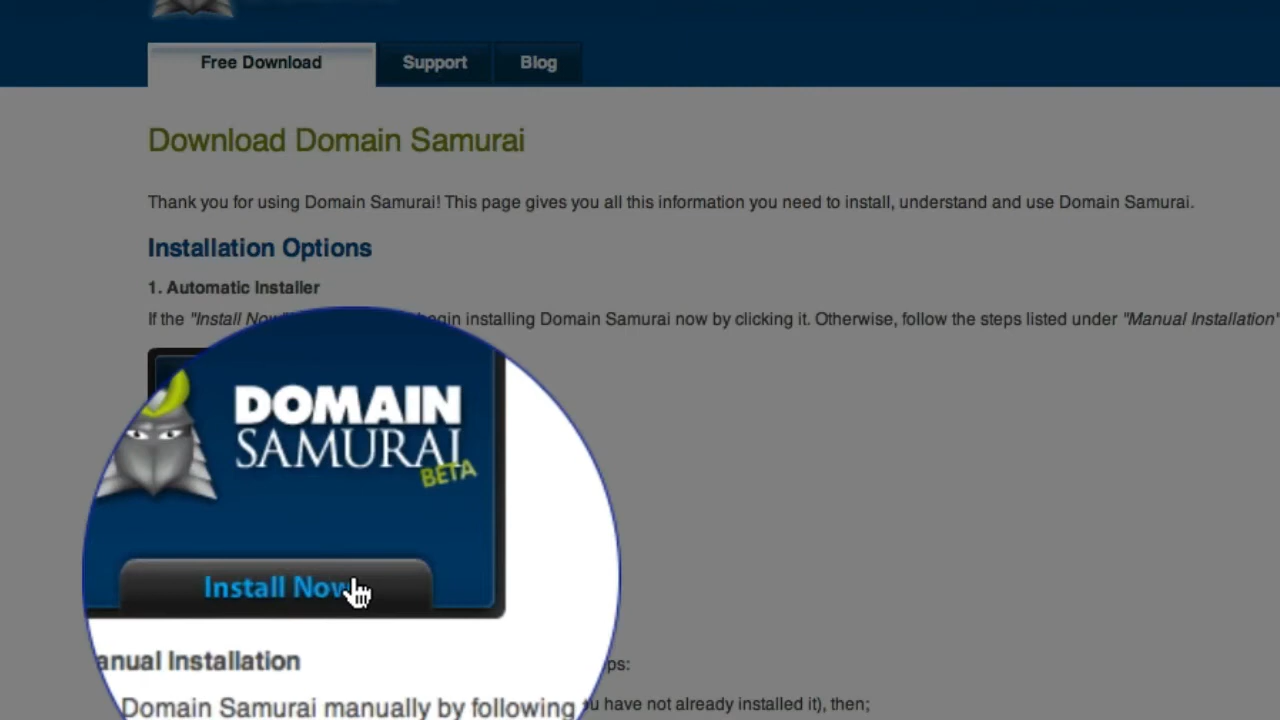 Free Download Support Blog
Download Domain Samurai
Thank you for using Domain Samurai! This page gives you all this information you need to install, understand and use Domain Samurai.
Installation Options
1. Automatic Installer
If the "Install Now" begin installing Domain Samurai now by clicking it. Otherwise, follow the steps listed under "Manual Installation"
DOMAIN
SAMURAI
BETA
Install Now
anual Installation
ps:
Domain Samurai manually by following
u have not already installed it), then;